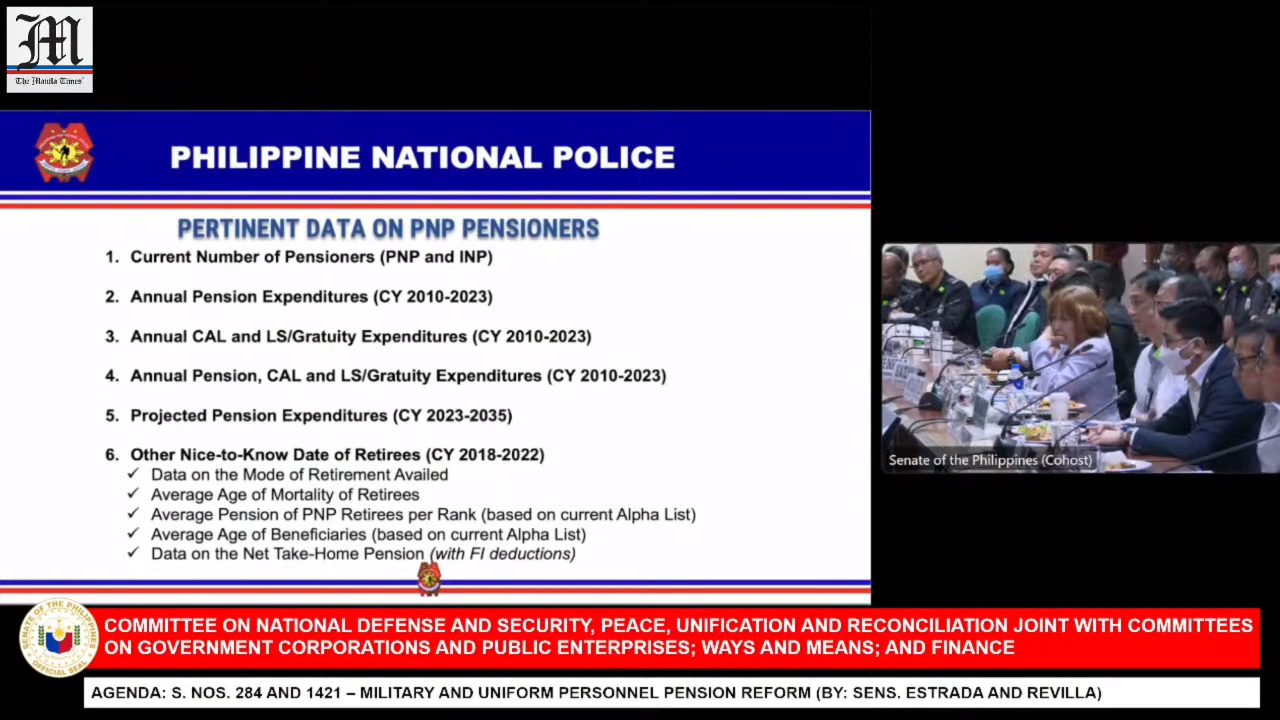 M
The Manila Times
PHILIPPINE NATIONAL POLICE
PERTINENT DATA ON PNP PENSIONERS
1. Current Number of Pensioners (PNP and INP)
2. Annual Pension Expenditures (CY 2010-2023)
3. Annual CAL and LS/Gratuity Expenditures (CY 2010-2023)
4. Annual Pension, CAL and LS/Gratuity Expenditures (CY 2010-2023)
5. Projected Pension Expenditures (CY 2023-2035)
6. Other Nice-to-Know Date of Retirees (CY 2018-2022)
✓ Data on the Mode of Retirement Availed
✓ Average Age of Mortality of Retirees
✓ Average Pension of PNP Retirees per Rank (based on current Alpha List)
✓ Average Age of Beneficiaries (based on current Alpha List)
✓ Data on the Net Take-Home Pension (with FI deductions)
Senate of the Philippines (Cohost)
SENATE OF THE PHILIPPINES
OFFICIAL SEAL
COMMITTEE ON NATIONAL DEFENSE AND SECURITY, PEACE, UNIFICATION AND RECONCILIATION JOINT WITH COMMITTEES
ON GOVERNMENT CORPORATIONS AND PUBLIC ENTERPRISES; WAYS AND MEANS; AND FINANCE
AGENDA: S. NOS. 284 AND 1421 – MILITARY AND UNIFORM PERSONNEL PENSION REFORM (BY: SENS. ESTRADA AND REVILLA)